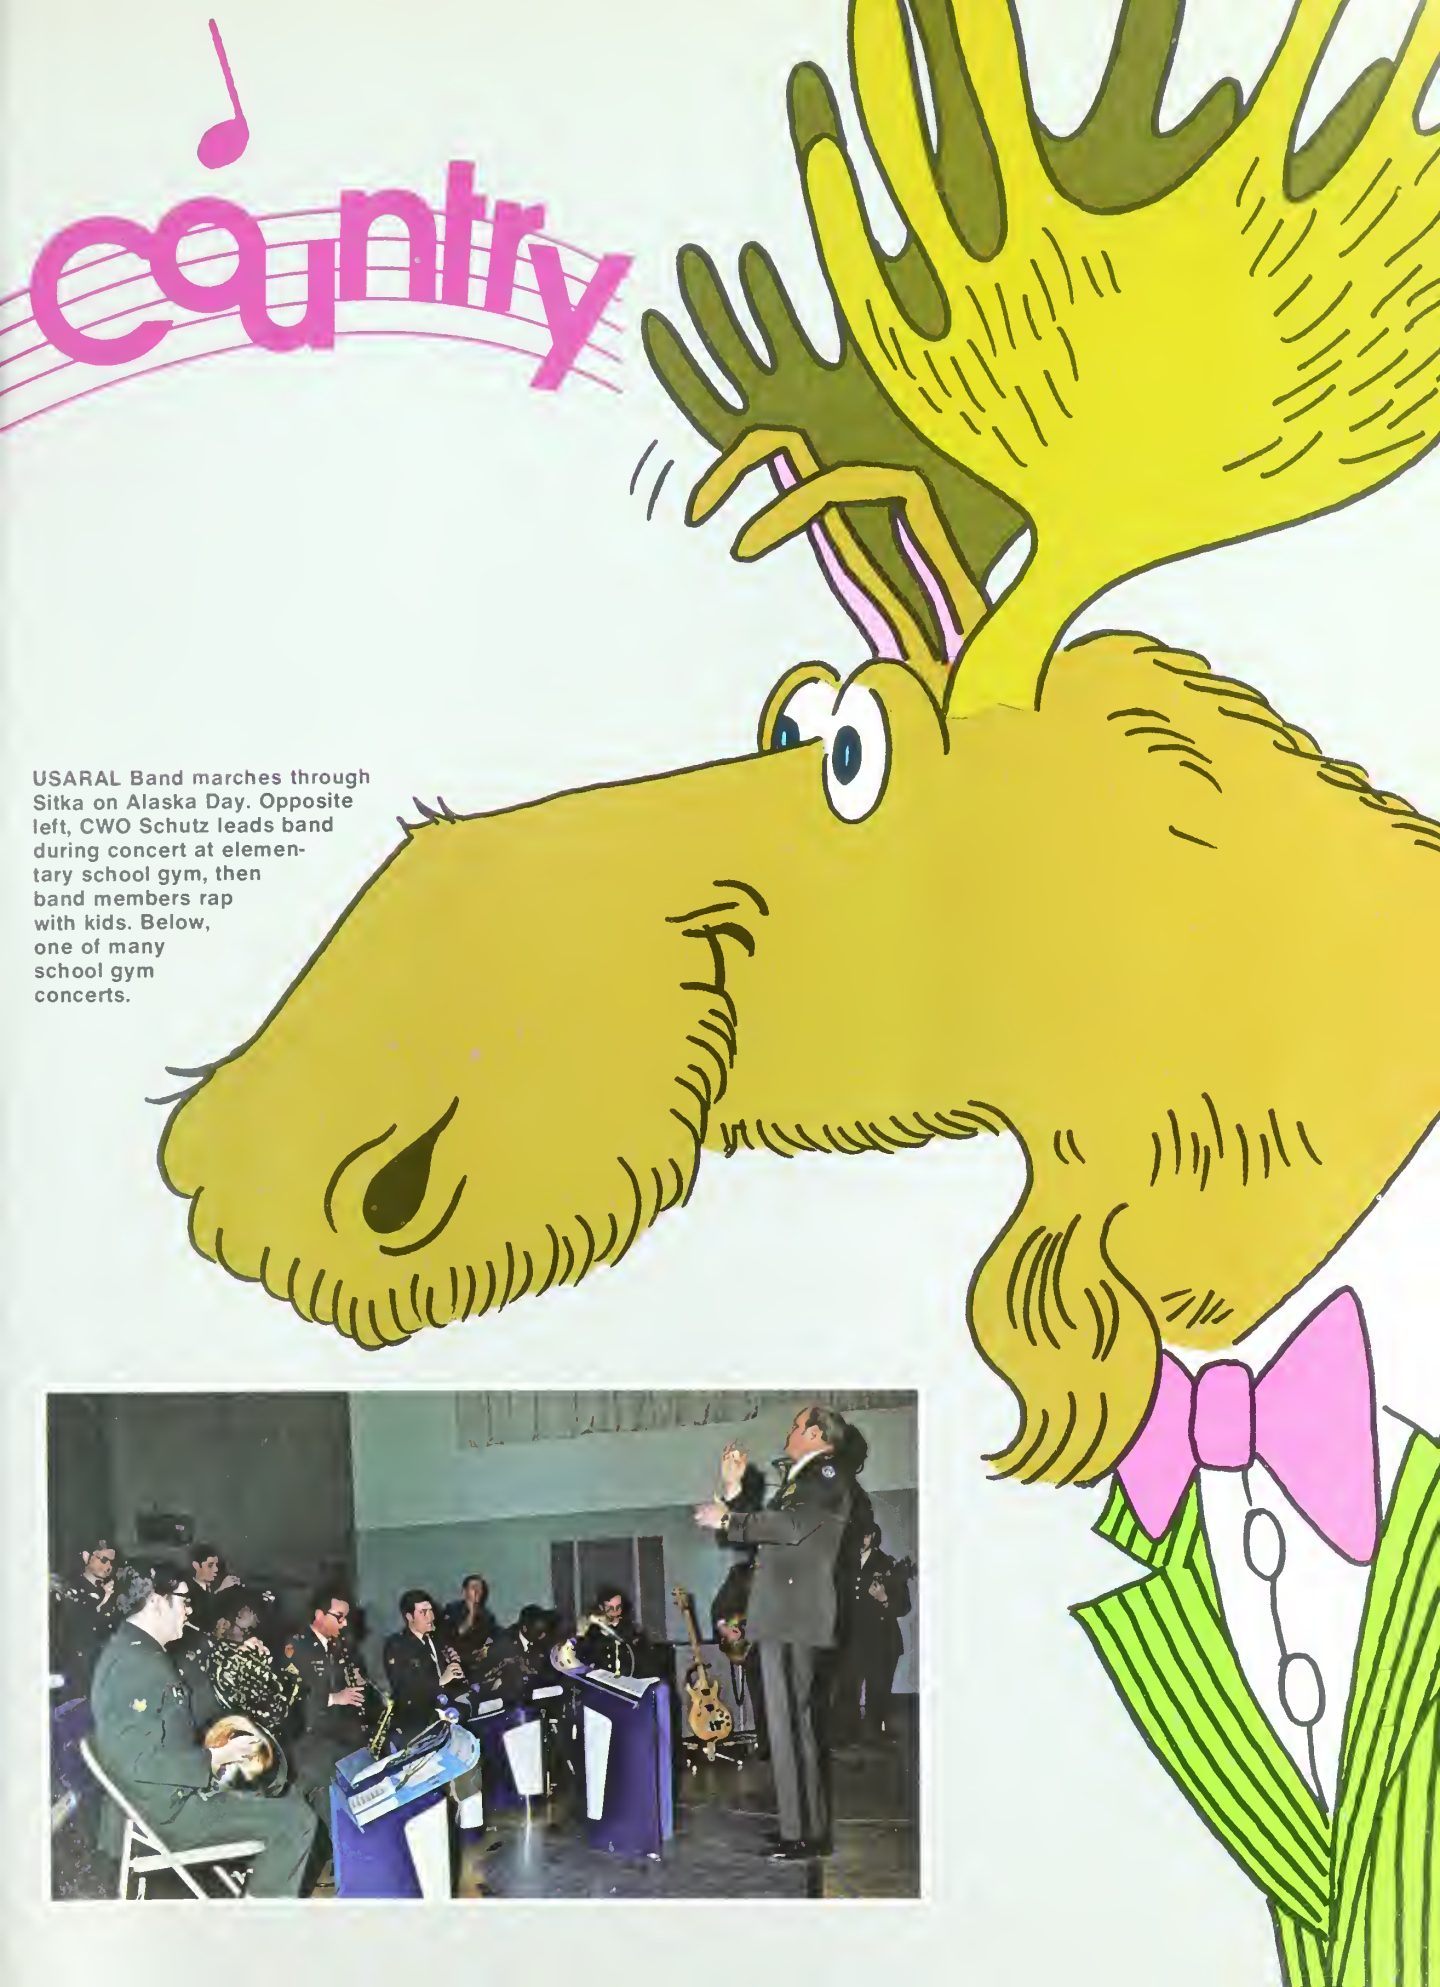 country
USARAL Band marches through
Sitka on Alaska Day. Opposite
left, CWO Schutz leads band
during concert at elemen-
tary school gym, then
band members rap
with kids. Below,
one of many
school gym
concerts.